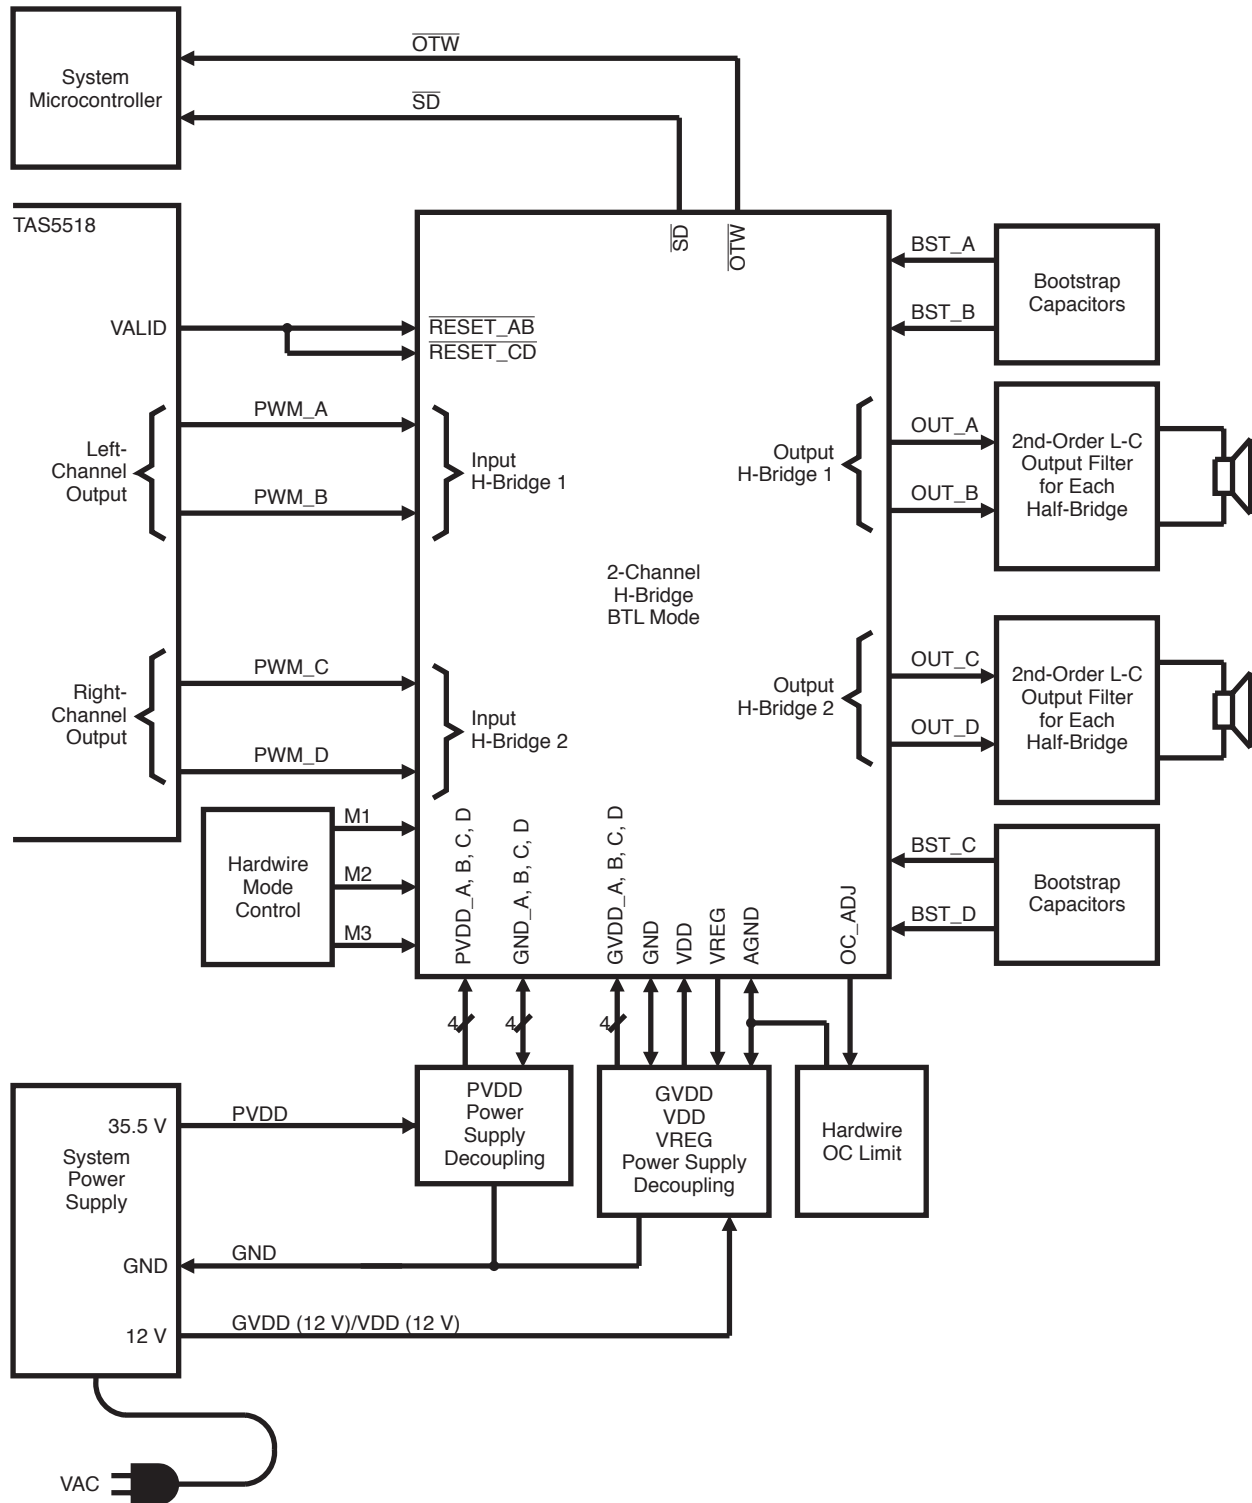 OTW
System
Microcontroller
SD
TAS5518
SD
OTW
BST_A
Bootstrap
Capacitors
BST_B
VALID
RESET_AB
RESET_CD
PWM_A
Left-
Channel
Output
PWM_B
Input
H-Bridge 1
Output
H-Bridge 1
OUT_A
OUT_B
2nd-Order L-C
Output Filter
for Each
Half-Bridge
2-Channel
H-Bridge
BTL Mode
PWM_C
Right-
Channel
Output
PWM_D
Input
H-Bridge 2
Output
H-Bridge 2
OUT_C
OUT_D
2nd-Order L-C
Output Filter
for Each
Half-Bridge
Hardwire
Mode
Control
M1
M2
M3
PVDD_A, B, C, D
GND_A, B, C, D
GVDD_A, B, C, D
GND
VDD
VREG
AGND
OC_ADJ
BST_C
Bootstrap
Capacitors
BST_D
4
4
4
35.5 V
System
Power
Supply
GND
12 V
PVDD
PVDD
Power
Supply
Decoupling
GVDD
VDD
VREG
Power Supply
Decoupling
Hardwire
OC Limit
GND
GVDD (12 V)/VDD (12 V)
VAC